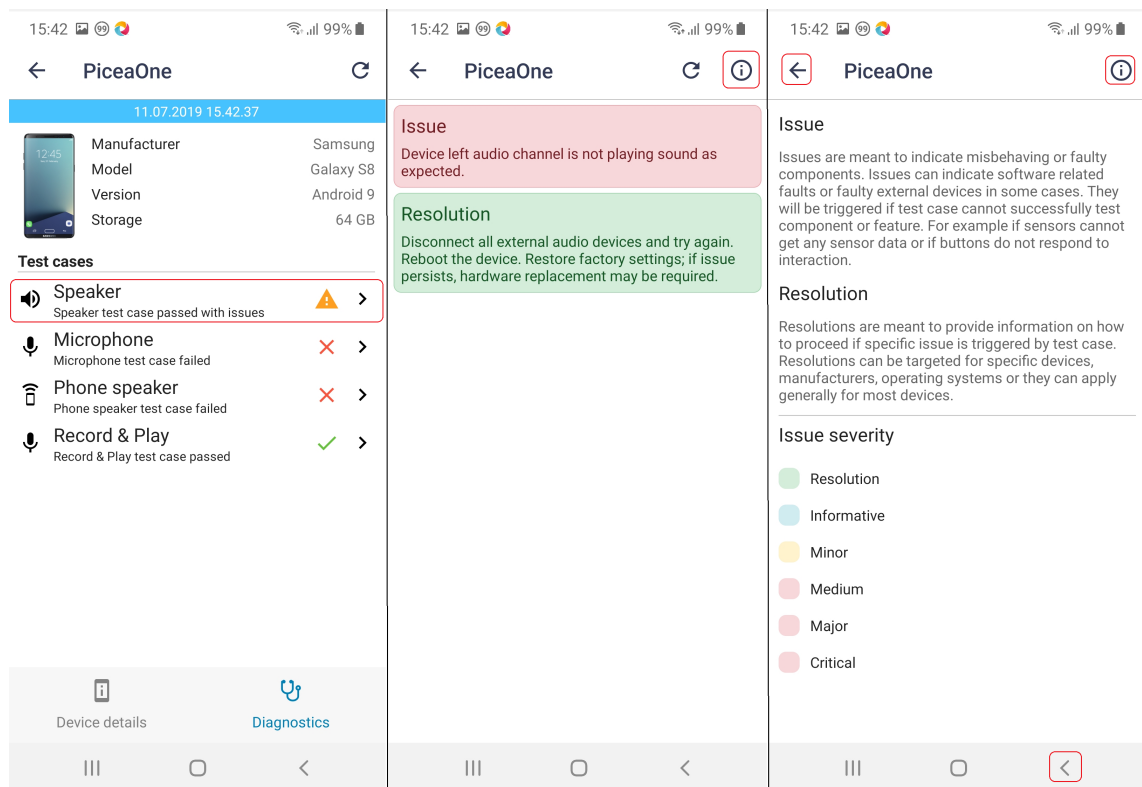 15:42 99 99%
PiceaOne
11.07.2019 15.42.37
12:45
Manufacturer Samsung
Model Galaxy S8
Version Android 9
Storage 64 GB
Test cases
Speaker
Speaker test case passed with issues
Microphone
Microphone test case failed
Phone speaker
Phone speaker test case failed
Record & Play
Record & Play test case passed
Device details Diagnostics
15:42 99 99%
PiceaOne
Issue
Device left audio channel is not playing sound as
expected.
Resolution
Disconnect all external audio devices and try again.
Reboot the device. Restore factory settings; if issue
persists, hardware replacement may be required.
15:42 99 99%
PiceaOne
Issue
Issues are meant to indicate misbehaving or faulty
components. Issues can indicate software related
faults or faulty external devices in some cases. They
will be triggered if test case cannot successfully test
component or feature. For example if sensors cannot
get any sensor data or if buttons do not respond to
interaction.
Resolution
Resolutions are meant to provide information on how
to proceed if specific issue is triggered by test case.
Resolutions can be targeted for specific devices,
manufacturers, operating systems or they can apply
generally for most devices.
Issue severity
Resolution
Informative
Minor
Medium
Major
Critical